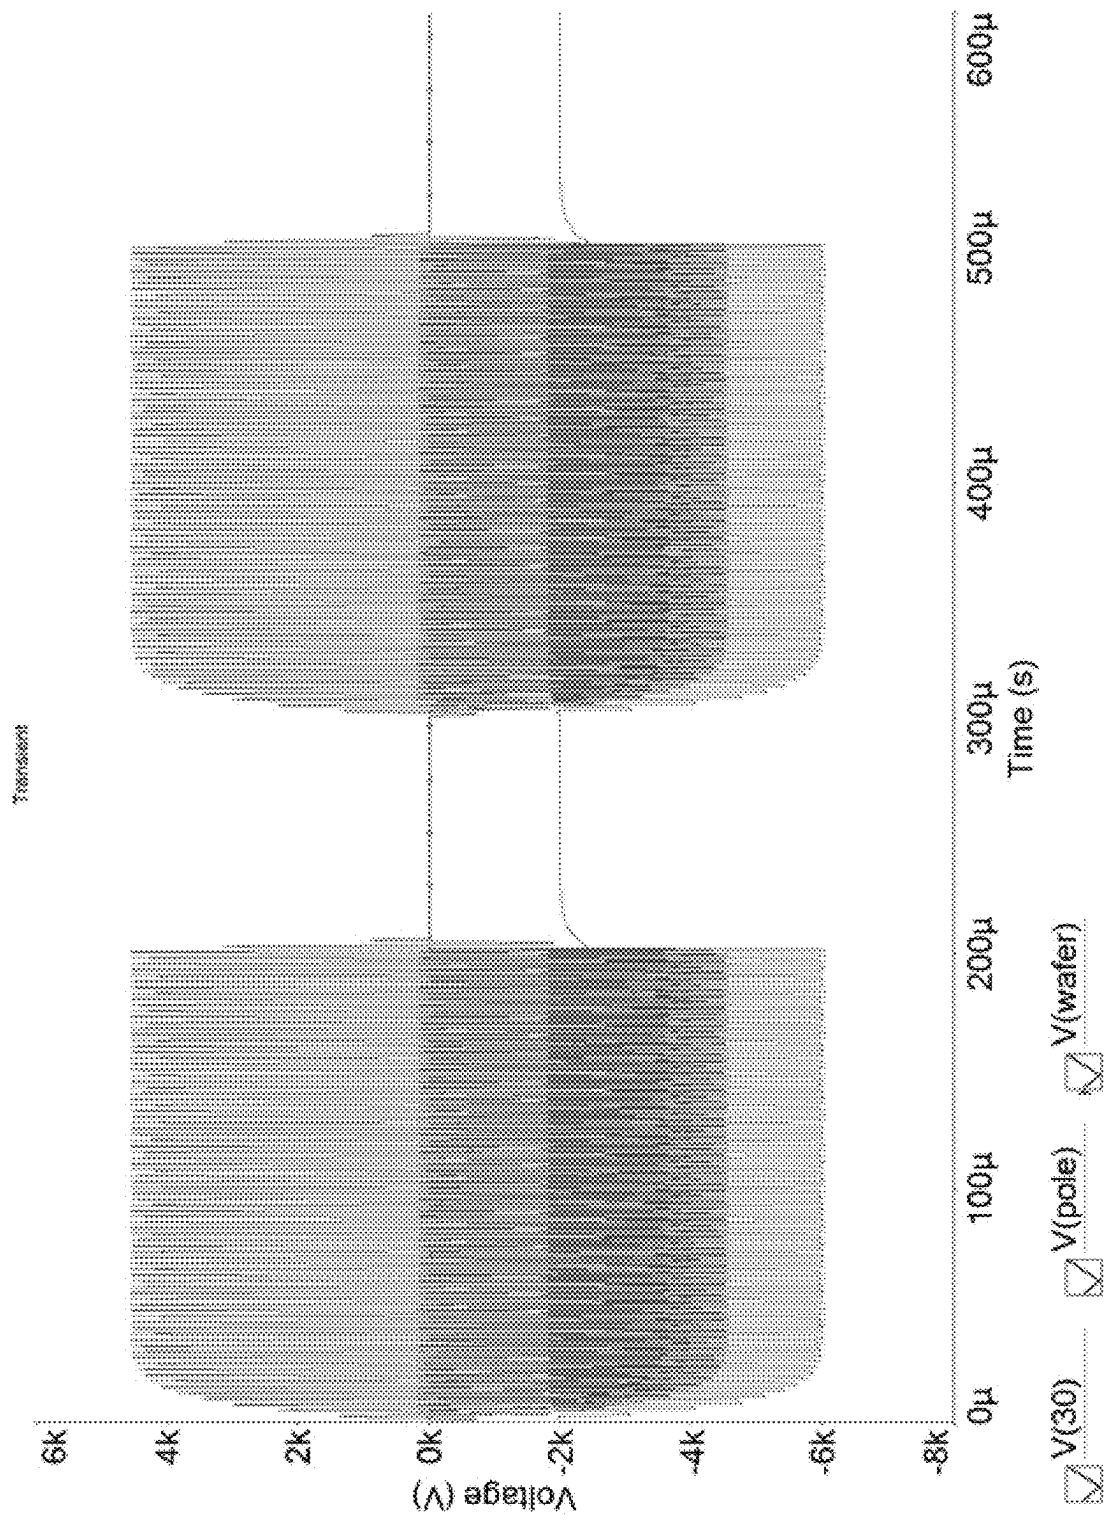 Transient
6k
4k
2k
0k
-2k
-4k
-6k
-8k
Voltage (V)
0μ
100μ
200μ
300μ
400μ
500μ
600μ
Time (s)
V(30) V(pole) V(wafer)